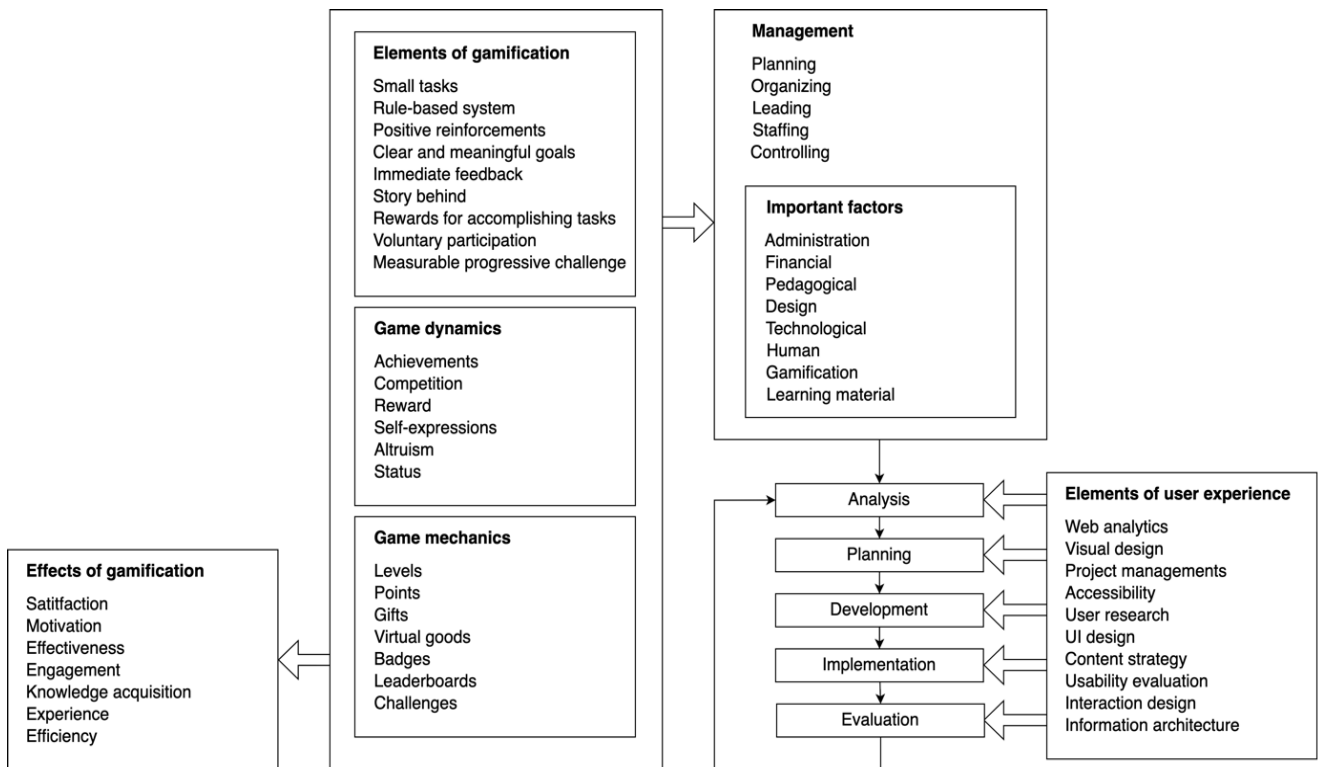 Elements of gamification
Small tasks
Rule-based system
Positive reinforcements
Clear and meaningful goals
Immediate feedback
Story behind
Rewards for accomplishing tasks
Voluntary participation
Measurable progressive challenge
Game dynamics
Achievements
Competition
Reward
Self-expressions
Altruism
Status
Game mechanics
Levels
Points
Gifts
Virtual goods
Badges
Leaderboards
Challenges
Effects of gamification
Satitfaction
Motivation
Effectiveness
Engagement
Knowledge acquisition
Experience
Efficiency
Management
Planning
Organizing
Leading
Staffing
Controlling
Important factors
Administration
Financial
Pedagogical
Design
Technological
Human
Gamification
Learning material
Analysis
Planning
Development
Implementation
Evaluation
Elements of user experience
Web analytics
Visual design
Project managements
Accessibility
User research
UI design
Content strategy
Usability evaluation
Interaction design
Information architecture